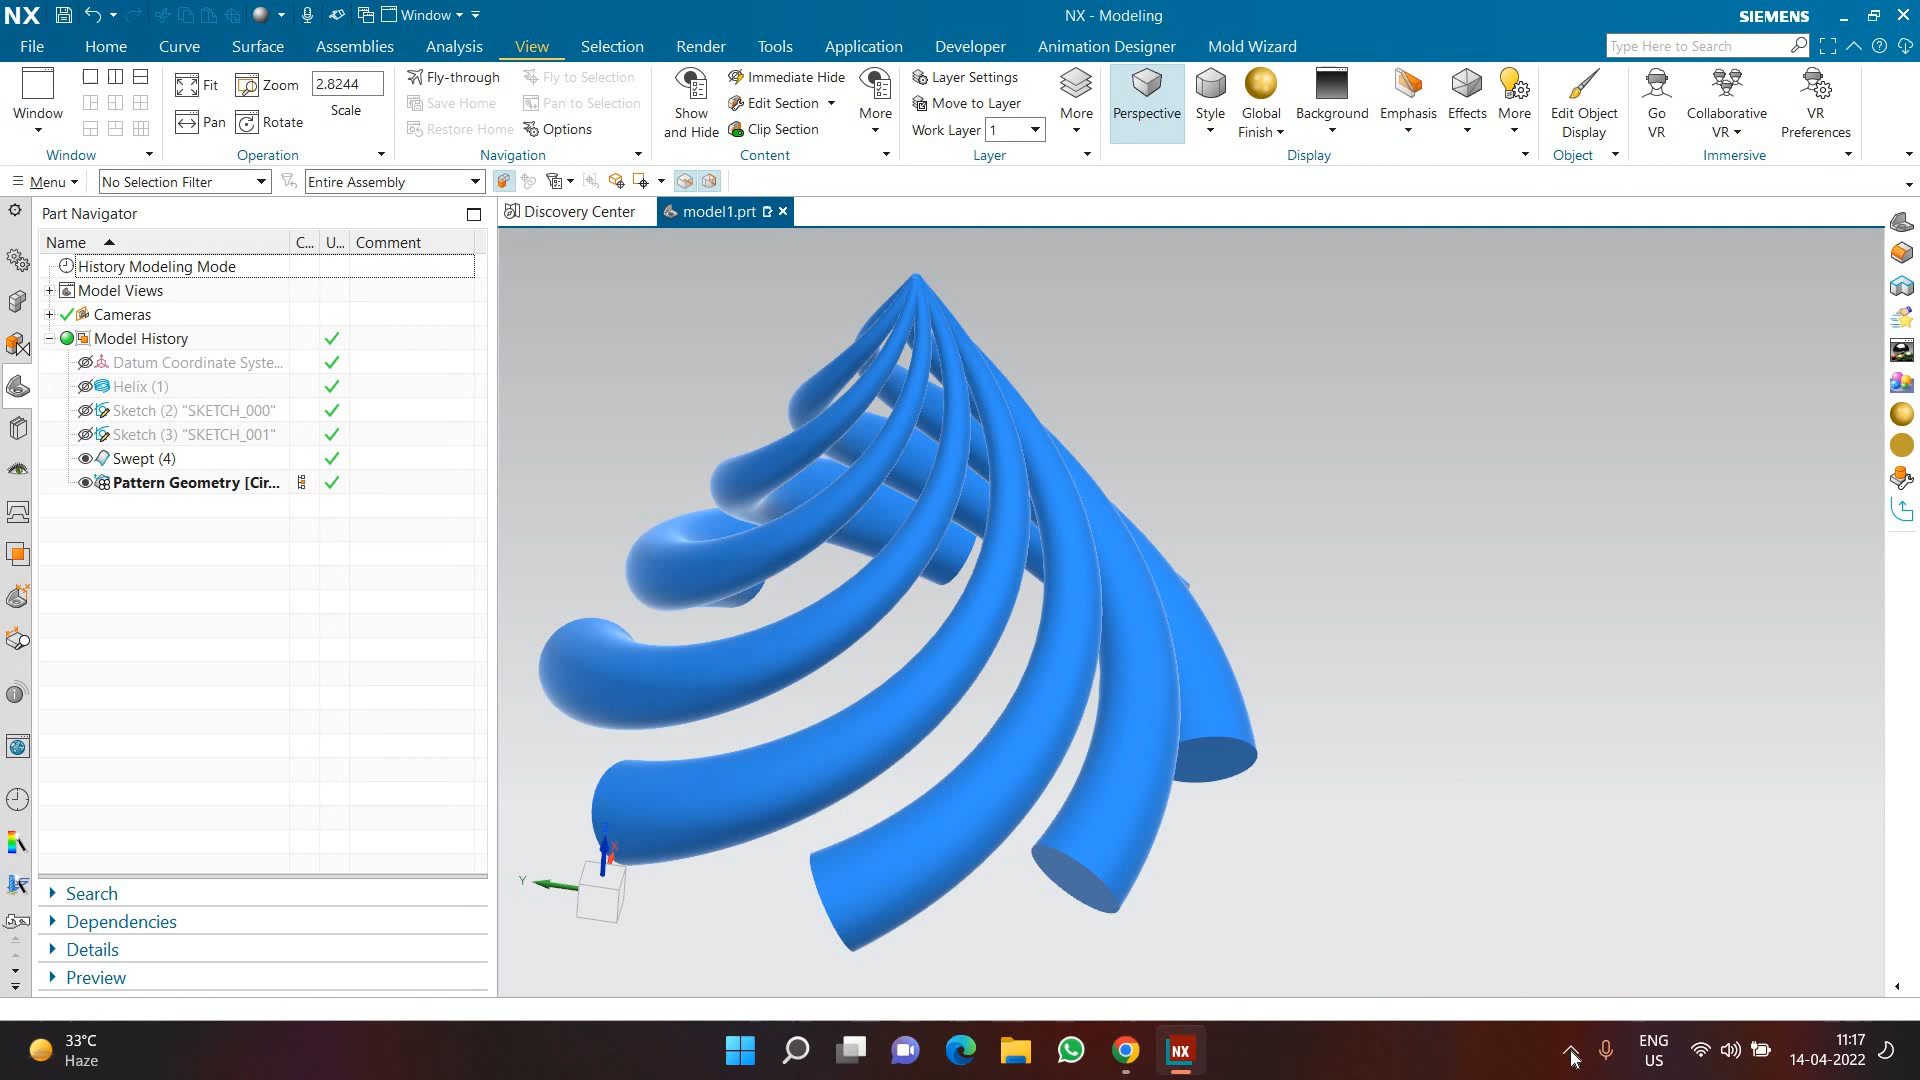 NX
Window
NX - Modeling
SIEMENS
File Home Curve Surface Assemblies Analysis View Selection Render Tools Application Developer Animation Designer Mold Wizard
Type Here to Search
Window
Fit
Zoom
2.8244
Pan
Rotate
Scale
Fly-through
Fly to Selection
Save Home
Pan to Selection
Restore Home
Options
Show
and Hide
Immediate Hide
Edit Section
Clip Section
More
Layer Settings
Move to Layer
Work Layer 1
More
Perspective
Style
Global
Finish
Background
Emphasis
Effects
More
Edit Object
Display
Go
VR
Collaborative
VR
VR
Preferences
Window Operation Navigation Content Layer Display Object Immersive
Menu
No Selection Filter
Entire Assembly
Part Navigator
Discovery Center
model1.prt
Name C... U... Comment
History Modeling Mode
Model Views
Cameras
Model History
Datum Coordinate Syste...
Helix (1)
Sketch (2) "SKETCH_000"
Sketch (3) "SKETCH_001"
Swept (4)
Pattern Geometry [Cir...
Y
Search
Dependencies
Details
Preview
33°C
Haze
NX
ENG
US
11:17
14-04-2022